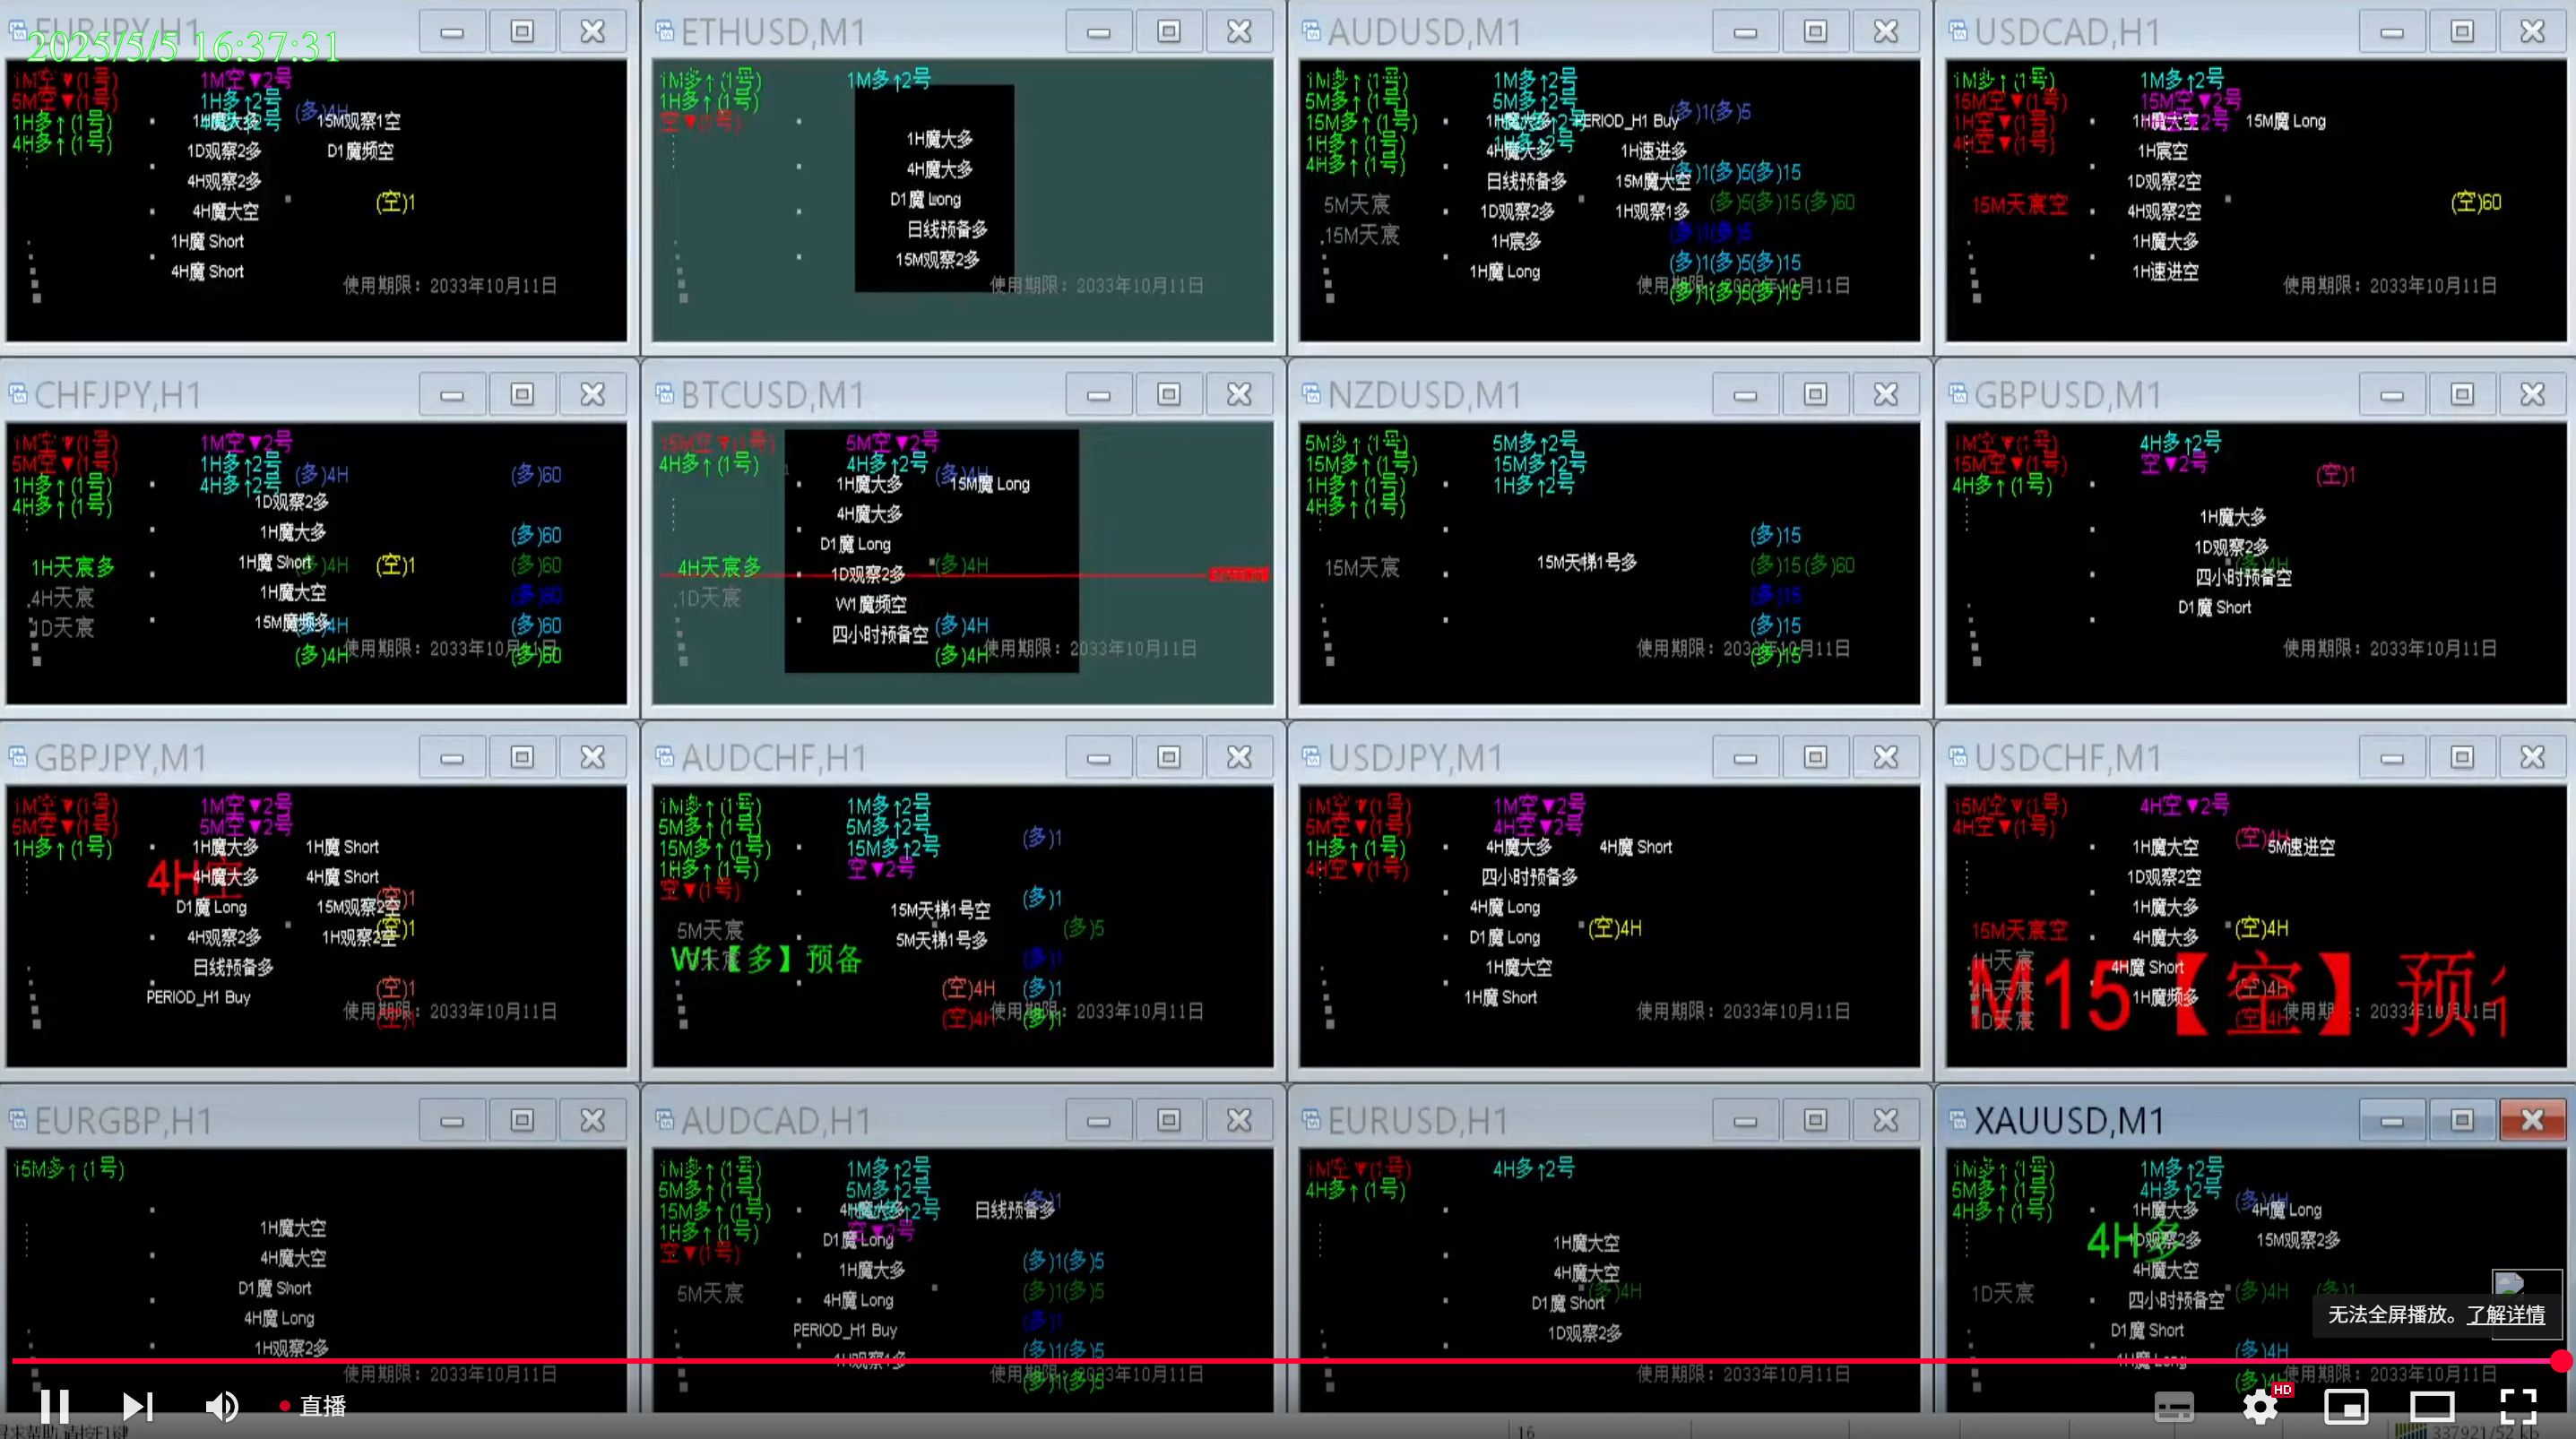 EURJPY,H1
2025/5/5 16:37:31
1M空▼(1号)
5M空▼(1号)
1H多↑(1号)
4H多↑(1号)
1M空▼2号
1H多↑2号
(多)4H
1H魔大多
15M观察1空
1D观察2多
D1魔频空
4H观察2多
4H魔大空
(空)1
1H魔 Short
4H魔 Short
使用期限：2033年10月11日
ETHUSD,M1
1M多↑(1号)
1H多↑(1号)
空▼(1号)
1M多↑2号
1H魔大多
4H魔大多
D1魔 Long
日线预备多
15M观察2多
使用期限：2033年10月11日
AUDUSD,M1
1M多↑(1号)
5M多↑(1号)
15M多↑(1号)
1H多↑(1号)
4H多↑(1号)
1M多↑2号
5M多↑2号
1H多↑2号
1H魔大多
PERIOD_H1 Buy
(多)1(多)5
4H魔大多
1H速进多
日线预备多
15M魔大空
(多)1(多)5(多)15
5M天宸
1D观察2多
1H观察1多
(多)5(多)15(多)60
15M天宸
1H宸多
(多)1(多)5
1H魔 Long
(多)1(多)5(多)15
使用期限：2033年10月11日
(多)1(多)5(多)15
USDCAD,H1
1M多↑(1号)
15M空▼(1号)
1H空▼(1号)
4H空▼(1号)
1M多↑2号
15M空▼2号
1H魔大空
15M魔 Long
1H宸空
1D观察2空
15M天宸空
4H观察2空
(空)60
1H魔大多
1H速进空
使用期限：2033年10月11日
CHFJPY,H1
1M空▼(1号)
5M空▼(1号)
1H多↑(1号)
4H多↑(1号)
1M空▼2号
1H多↑2号
4H多↑2号
(多)4H
(多)60
1D观察2多
1H魔大多
(多)60
1H天宸多
1H魔 Short
(多)4H
(空)1
(多)60
4H天宸
1H魔大空
(多)60
1D天宸
15M魔频多
(多)60
使用期限：2033年10月11日
(多)4H
(多)60
BTCUSD,M1
15M空▼(1号)
4H多↑(1号)
5M空▼2号
4H多↑2号
(多)4H
1H魔大多
15M魔 Long
4H魔大多
D1魔 Long
4H天宸多
(多)4H
1D观察2多
1D天宸
W1魔频空
四小时预备空
(多)4H
(多)4H
使用期限：2033年10月11日
NZDUSD,M1
5M多↑(1号)
15M多↑(1号)
1H多↑(1号)
4H多↑(1号)
5M多↑2号
15M多↑2号
1H多↑2号
(多)15
15M天宸
15M天梯1号多
(多)15(多)60
(多)15
(多)15
使用期限：2033年10月11日
(多)15
GBPUSD,M1
1M空▼(1号)
15M空▼(1号)
4H多↑(1号)
4H多↑2号
空▼2号
(空)1
1H魔大多
1D观察2多
(多)4H
四小时预备空
D1魔 Short
使用期限：2033年10月11日
GBPJPY,M1
1M空▼(1号)
5M空▼(1号)
1H多↑(1号)
1M空▼2号
5M空▼2号
1H魔大多
1H魔 Short
4H空
4H魔大多
4H魔 Short
(空)1
D1魔 Long
15M观察2空
(空)1
4H观察2多
1H观察2空
日线预备多
PERIOD_H1 Buy
(空)1
使用期限：2033年10月11日
(空)1
AUDCHF,H1
1M多↑(1号)
5M多↑(1号)
15M多↑(1号)
1H多↑(1号)
空▼(1号)
1M多↑2号
5M多↑2号
15M多↑2号
空▼2号
(多)1
(多)1
15M天梯1号空
5M天宸
(多)5
5M天梯1号多
W1【多】预备
(多)1
(空)4H
(多)1
(空)4H
(多)1
使用期限：2033年10月11日
USDJPY,M1
1M空▼(1号)
5M空▼(1号)
1H多↑(1号)
4H空▼(1号)
1M空▼2号
4H空▼2号
4H魔大多
4H魔 Short
四小时预备多
4H魔 Long
(空)4H
D1魔 Long
1H魔大空
1H魔 Short
使用期限：2033年10月11日
USDCHF,M1
15M空▼(1号)
4H空▼(1号)
4H空▼2号
(空)4H
1H魔大空
5M速进空
1D观察2空
1H魔大多
15M天宸空
(空)4H
4H魔大多
1H天宸
4H魔 Short
4H天宸
1H魔频多
(空)4H
M15【空】预
1D天宸
(空)4H
使用期限：2033年10月11日
EURGBP,H1
15M多↑(1号)
1H魔大空
4H魔大空
D1魔 Short
4H魔 Long
1H观察2多
使用期限：2033年10月11日
AUDCAD,H1
1M多↑(1号)
5M多↑(1号)
15M多↑(1号)
1H多↑(1号)
空▼(1号)
1M多↑2号
5M多↑2号
空▼2号
(多)1
4H魔大多
日线预备多
D1魔 Long
(多)1(多)5
1H魔大多
5M天宸
(多)1(多)5
4H魔 Long
(多)1
PERIOD_H1 Buy
(多)1(多)5
1H观察1多
使用期限：2033年10月11日
(多)1(多)5
EURUSD,H1
1M空▼(1号)
4H多↑(1号)
4H多↑2号
1H魔大空
4H魔大空
(多)4H
D1魔 Short
1D观察2多
使用期限：2033年10月11日
XAUUSD,M1
1M多↑(1号)
5M多↑(1号)
4H多↑(1号)
1M多↑2号
4H多↑2号
(多)4H
1H魔大多
4H魔 Long
4H多
1D观察2多
15M观察2多
4H魔大空
1D天宸
四小时预备空
(多)4H
(多)1
D1魔 Short
(多)4H
1H魔 Long
使用期限：2033年10月11日
无法全屏播放。了解详情
直播
HD
16